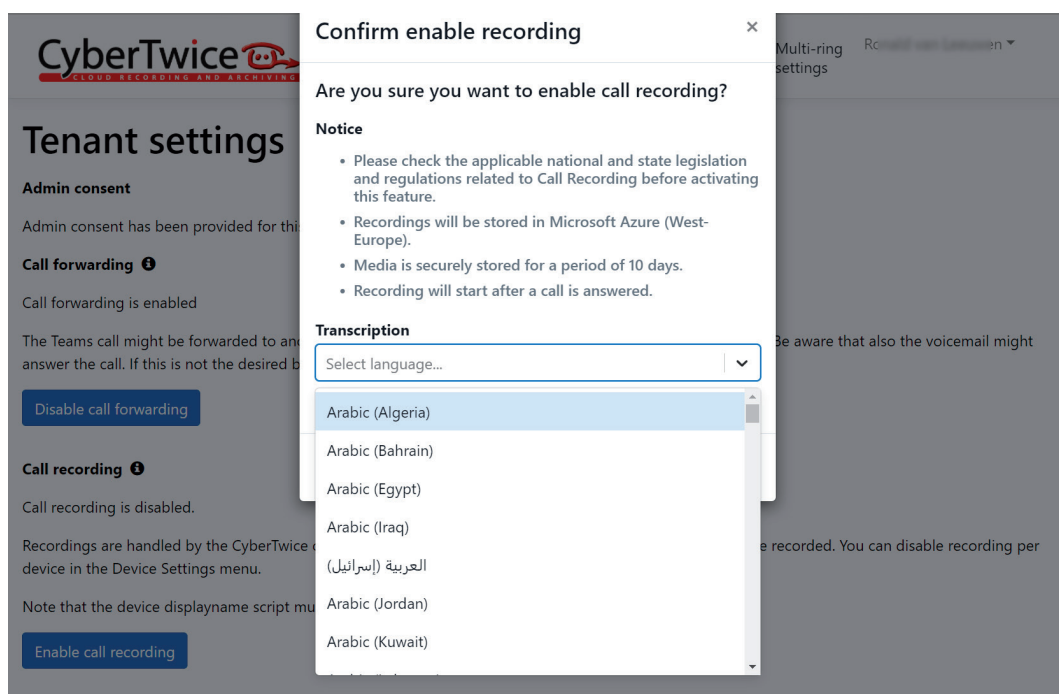 CyberTwice
CLOUD RECORDING AND ARCHIVING
Multi-ring
settings
Tenant settings
Admin consent
Admin consent has been provided for
Call forwarding
Call forwarding is enabled
The Teams call might be forwarded to
Be aware that also the voicemail might
answer the call. If this is not the desired
Disable call forwarding
Call recording
Call recording is disabled.
Recordings are handled by the CyberTwice
recorded. You can disable recording per
device in the Device Settings menu.
Note that the device displayname script
Enable call recording
Confirm enable recording
×
Are you sure you want to enable call recording?
Notice
• Please check the applicable national and state legislation
and regulations related to Call Recording before activating
this feature.
• Recordings will be stored in Microsoft Azure (West-
Europe).
• Media is securely stored for a period of 10 days.
• Recording will start after a call is answered.
Transcription
Select language...
Arabic (Algeria)
Arabic (Bahrain)
Arabic (Egypt)
Arabic (Iraq)
العربية (إسرائيل)
Arabic (Jordan)
Arabic (Kuwait)